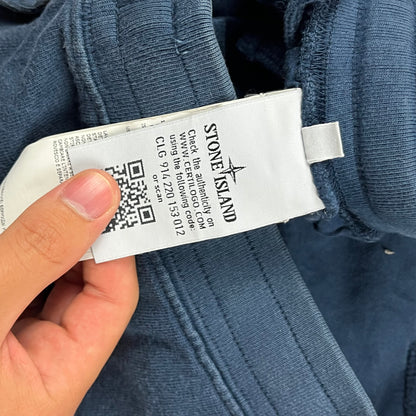 STONE ISLAND
Check the authenticity on
WWW.CERTILOGO.COM
using the following code:
CLG 914 220 153 012
or scan